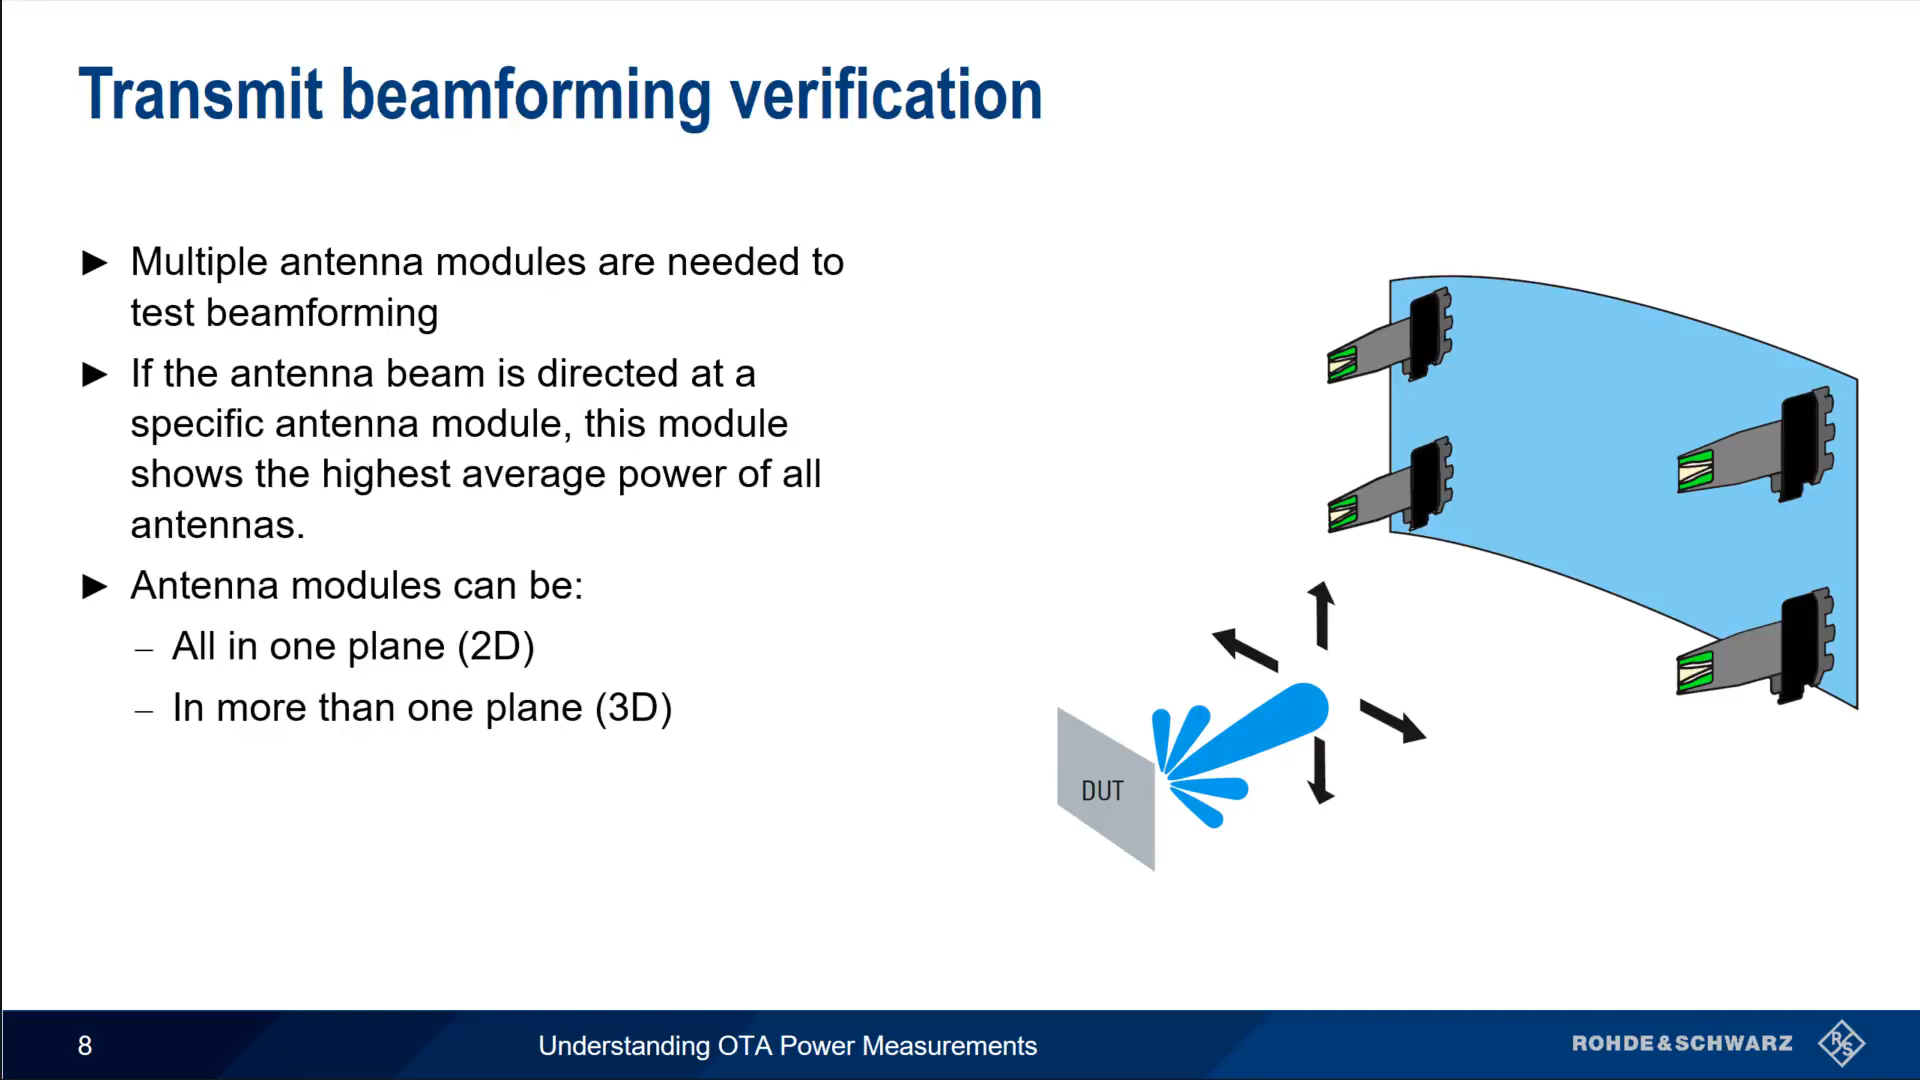 Transmit beamforming verification
► Multiple antenna modules are needed to
test beamforming
► If the antenna beam is directed at a
specific antenna module, this module
shows the highest average power of all
antennas.
► Antenna modules can be:
– All in one plane (2D)
– In more than one plane (3D)
DUT
8
Understanding OTA Power Measurements
ROHDE&SCHWARZ
R&S